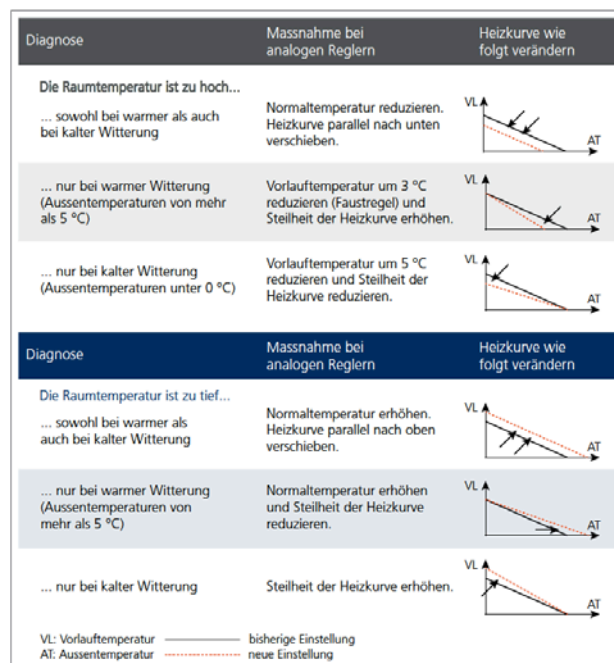 Diagnose
Massnahme bei
analogen Reglern
Heizkurve wie
folgt verändern
Die Raumtemperatur ist zu hoch...
... sowohl bei warmer als auch
bei kalter Witterung
Normaltemperatur reduzieren.
Heizkurve parallel nach unten
verschieben.
VL
AT
... nur bei warmer Witterung
(Aussentemperaturen von mehr
als 5 °C)
Vorlauftemperatur um 3 °C
reduzieren (Faustregel) und
Steilheit der Heizkurve erhöhen.
VL
AT
... nur bei kalter Witterung
(Aussentemperaturen unter 0 °C)
Vorlauftemperatur um 5 °C
reduzieren und Steilheit der
Heizkurve reduzieren.
VL
AT
Diagnose
Massnahme bei
analogen Reglern
Heizkurve wie
folgt verändern
Die Raumtemperatur ist zu tief...
... sowohl bei warmer als
auch bei kalter Witterung
Normaltemperatur erhöhen.
Heizkurve parallel nach oben
verschieben.
VL
AT
... nur bei warmer Witterung
(Aussentemperaturen von
mehr als 5 °C)
Normaltemperatur erhöhen
und Steilheit der Heizkurve
reduzieren.
VL
AT
... nur bei kalter Witterung
Steilheit der Heizkurve erhöhen.
VL
AT
VL: Vorlauftemperatur bisherige Einstellung
AT: Aussentemperatur neue Einstellung